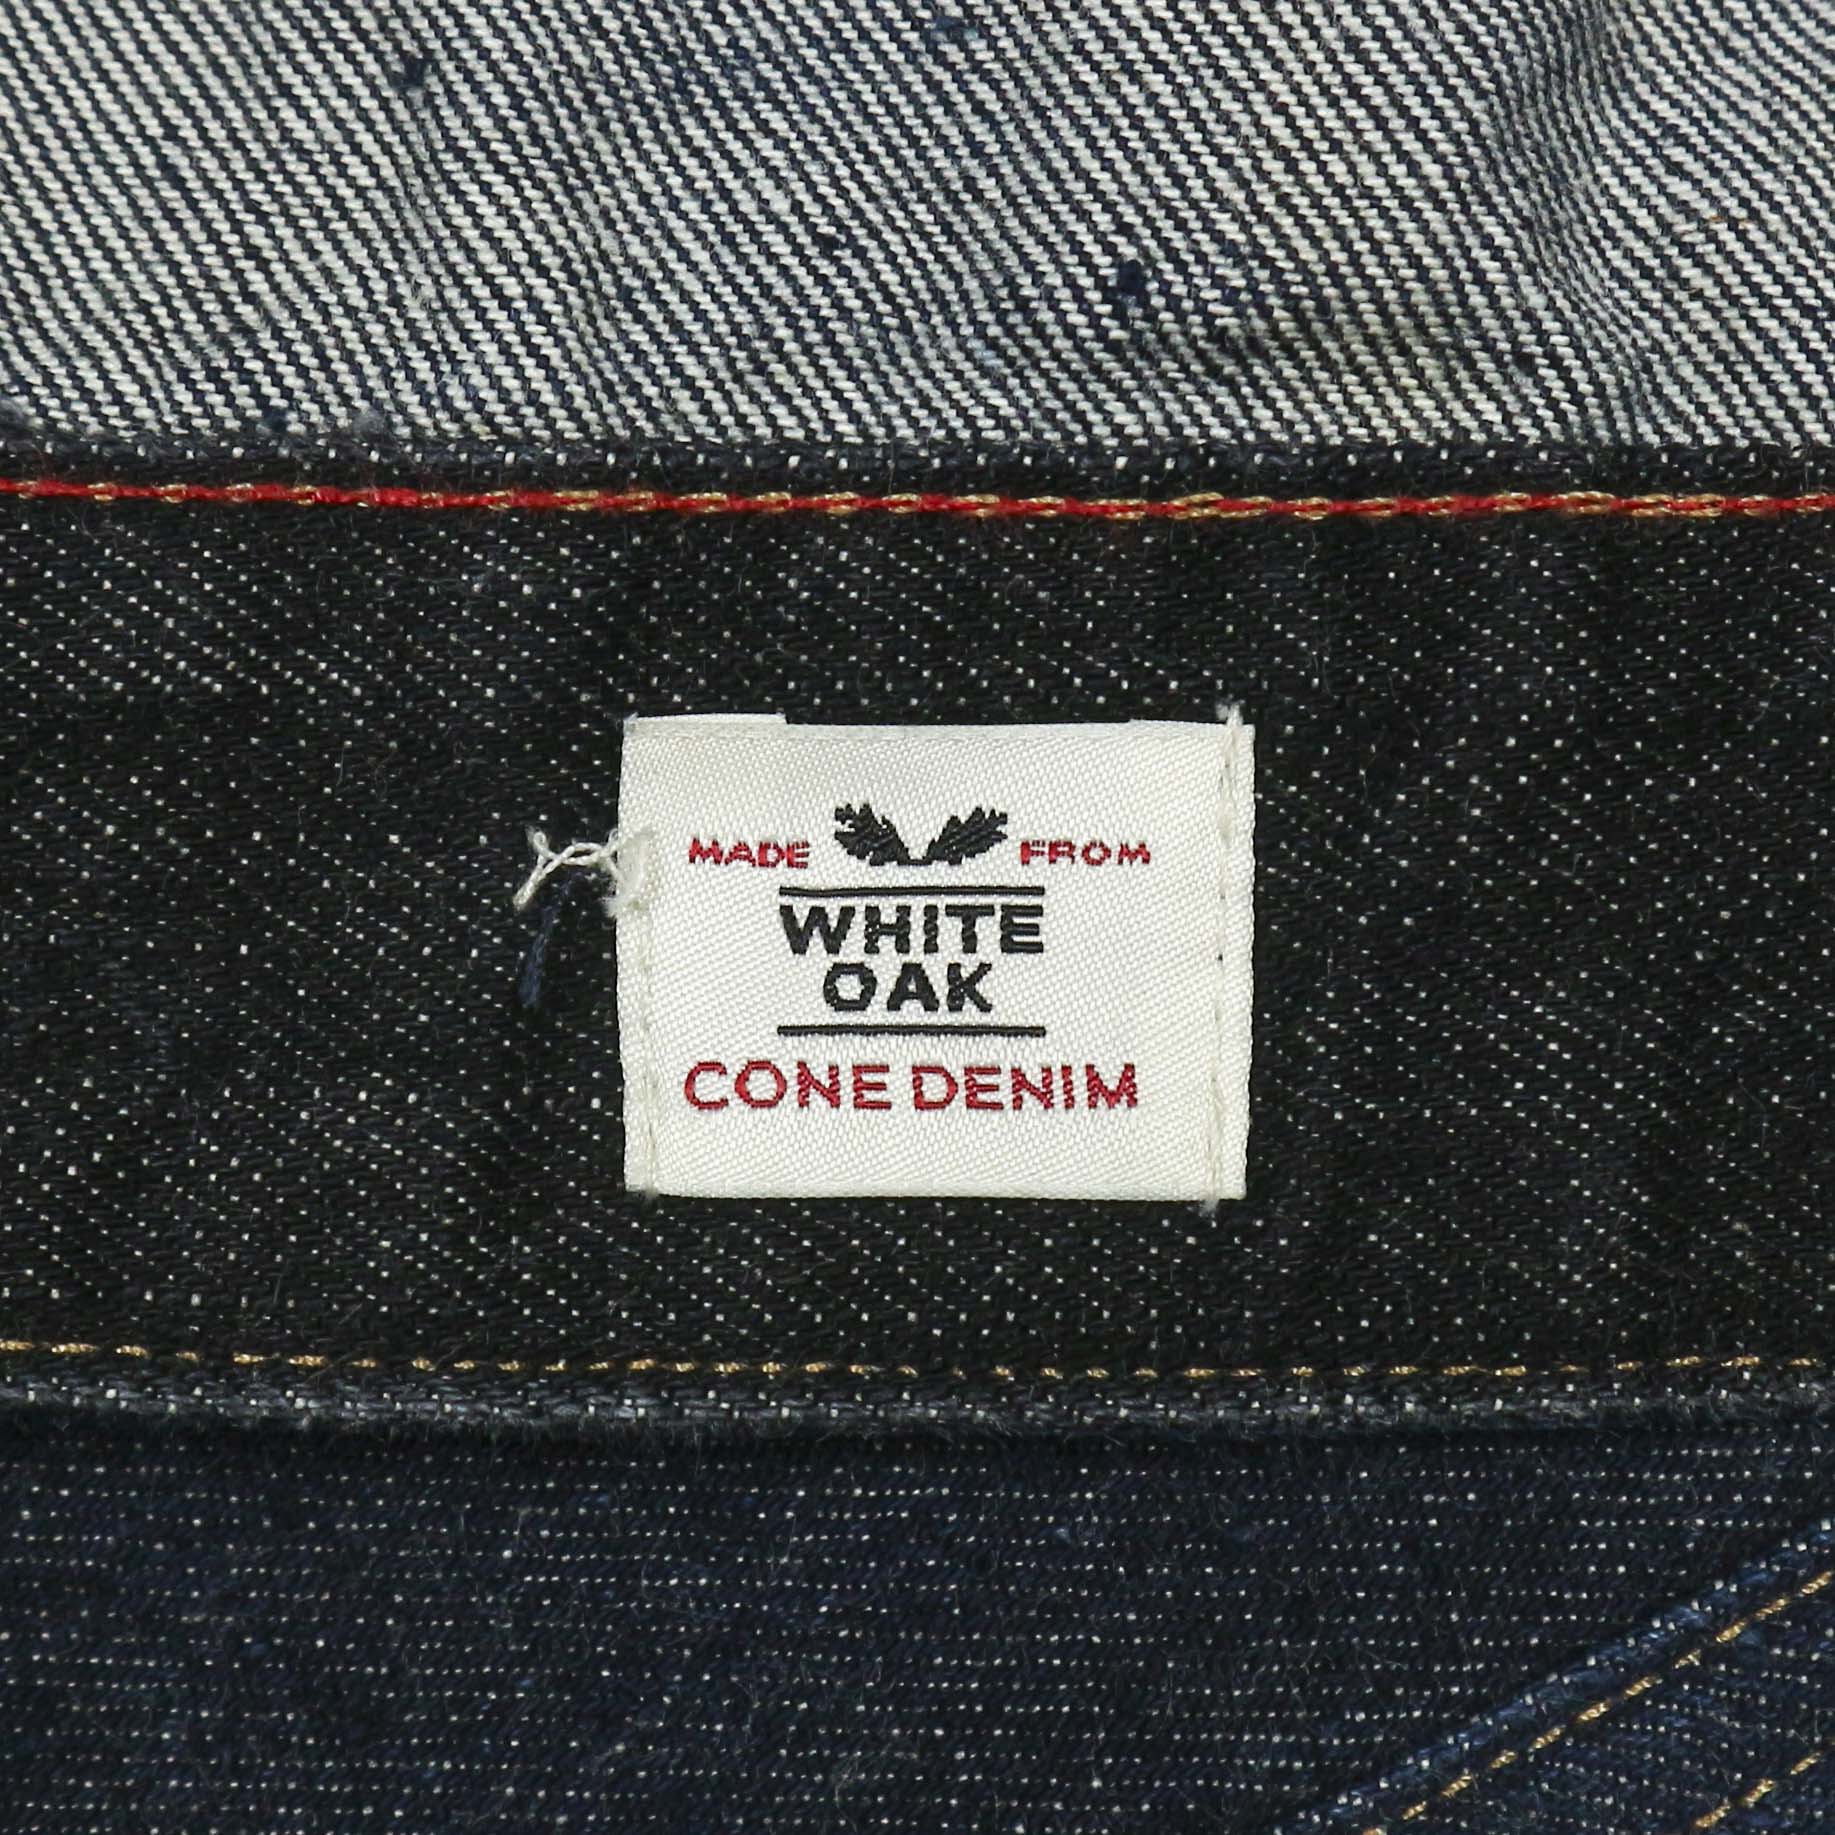 MADE FROM
WHITE
OAK
CONE DENIM